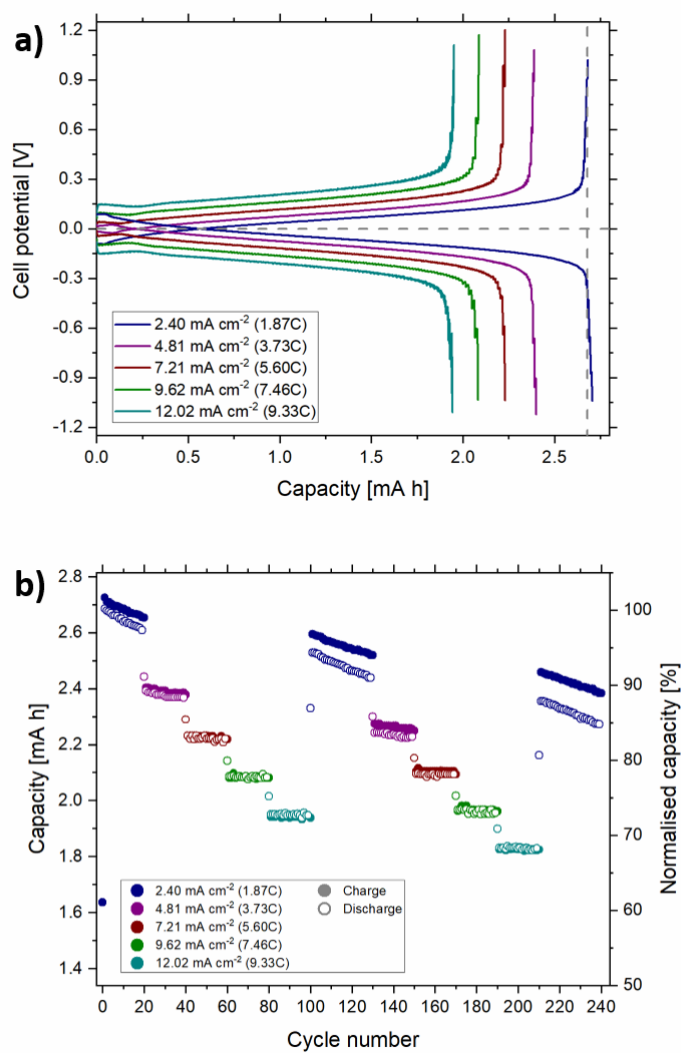 a)
1.2
0.9
0.6
0.3
0.0
-0.3
-0.6
-0.9
-1.2
Cell potential [V]
2.40 mA cm⁻² (1.87C)
4.81 mA cm⁻² (3.73C)
7.21 mA cm⁻² (5.60C)
9.62 mA cm⁻² (7.46C)
12.02 mA cm⁻² (9.33C)
0.0 0.5 1.0 1.5 2.0 2.5
Capacity [mA h]
b)
2.8
2.6
2.4
2.2
2.0
1.8
1.6
1.4
Capacity [mA h]
100
90
80
70
60
50
Normalised capacity [%]
2.40 mA cm⁻² (1.87C) Charge
4.81 mA cm⁻² (3.73C) Discharge
7.21 mA cm⁻² (5.60C)
9.62 mA cm⁻² (7.46C)
12.02 mA cm⁻² (9.33C)
0 20 40 60 80 100 120 140 160 180 200 220 240
Cycle number